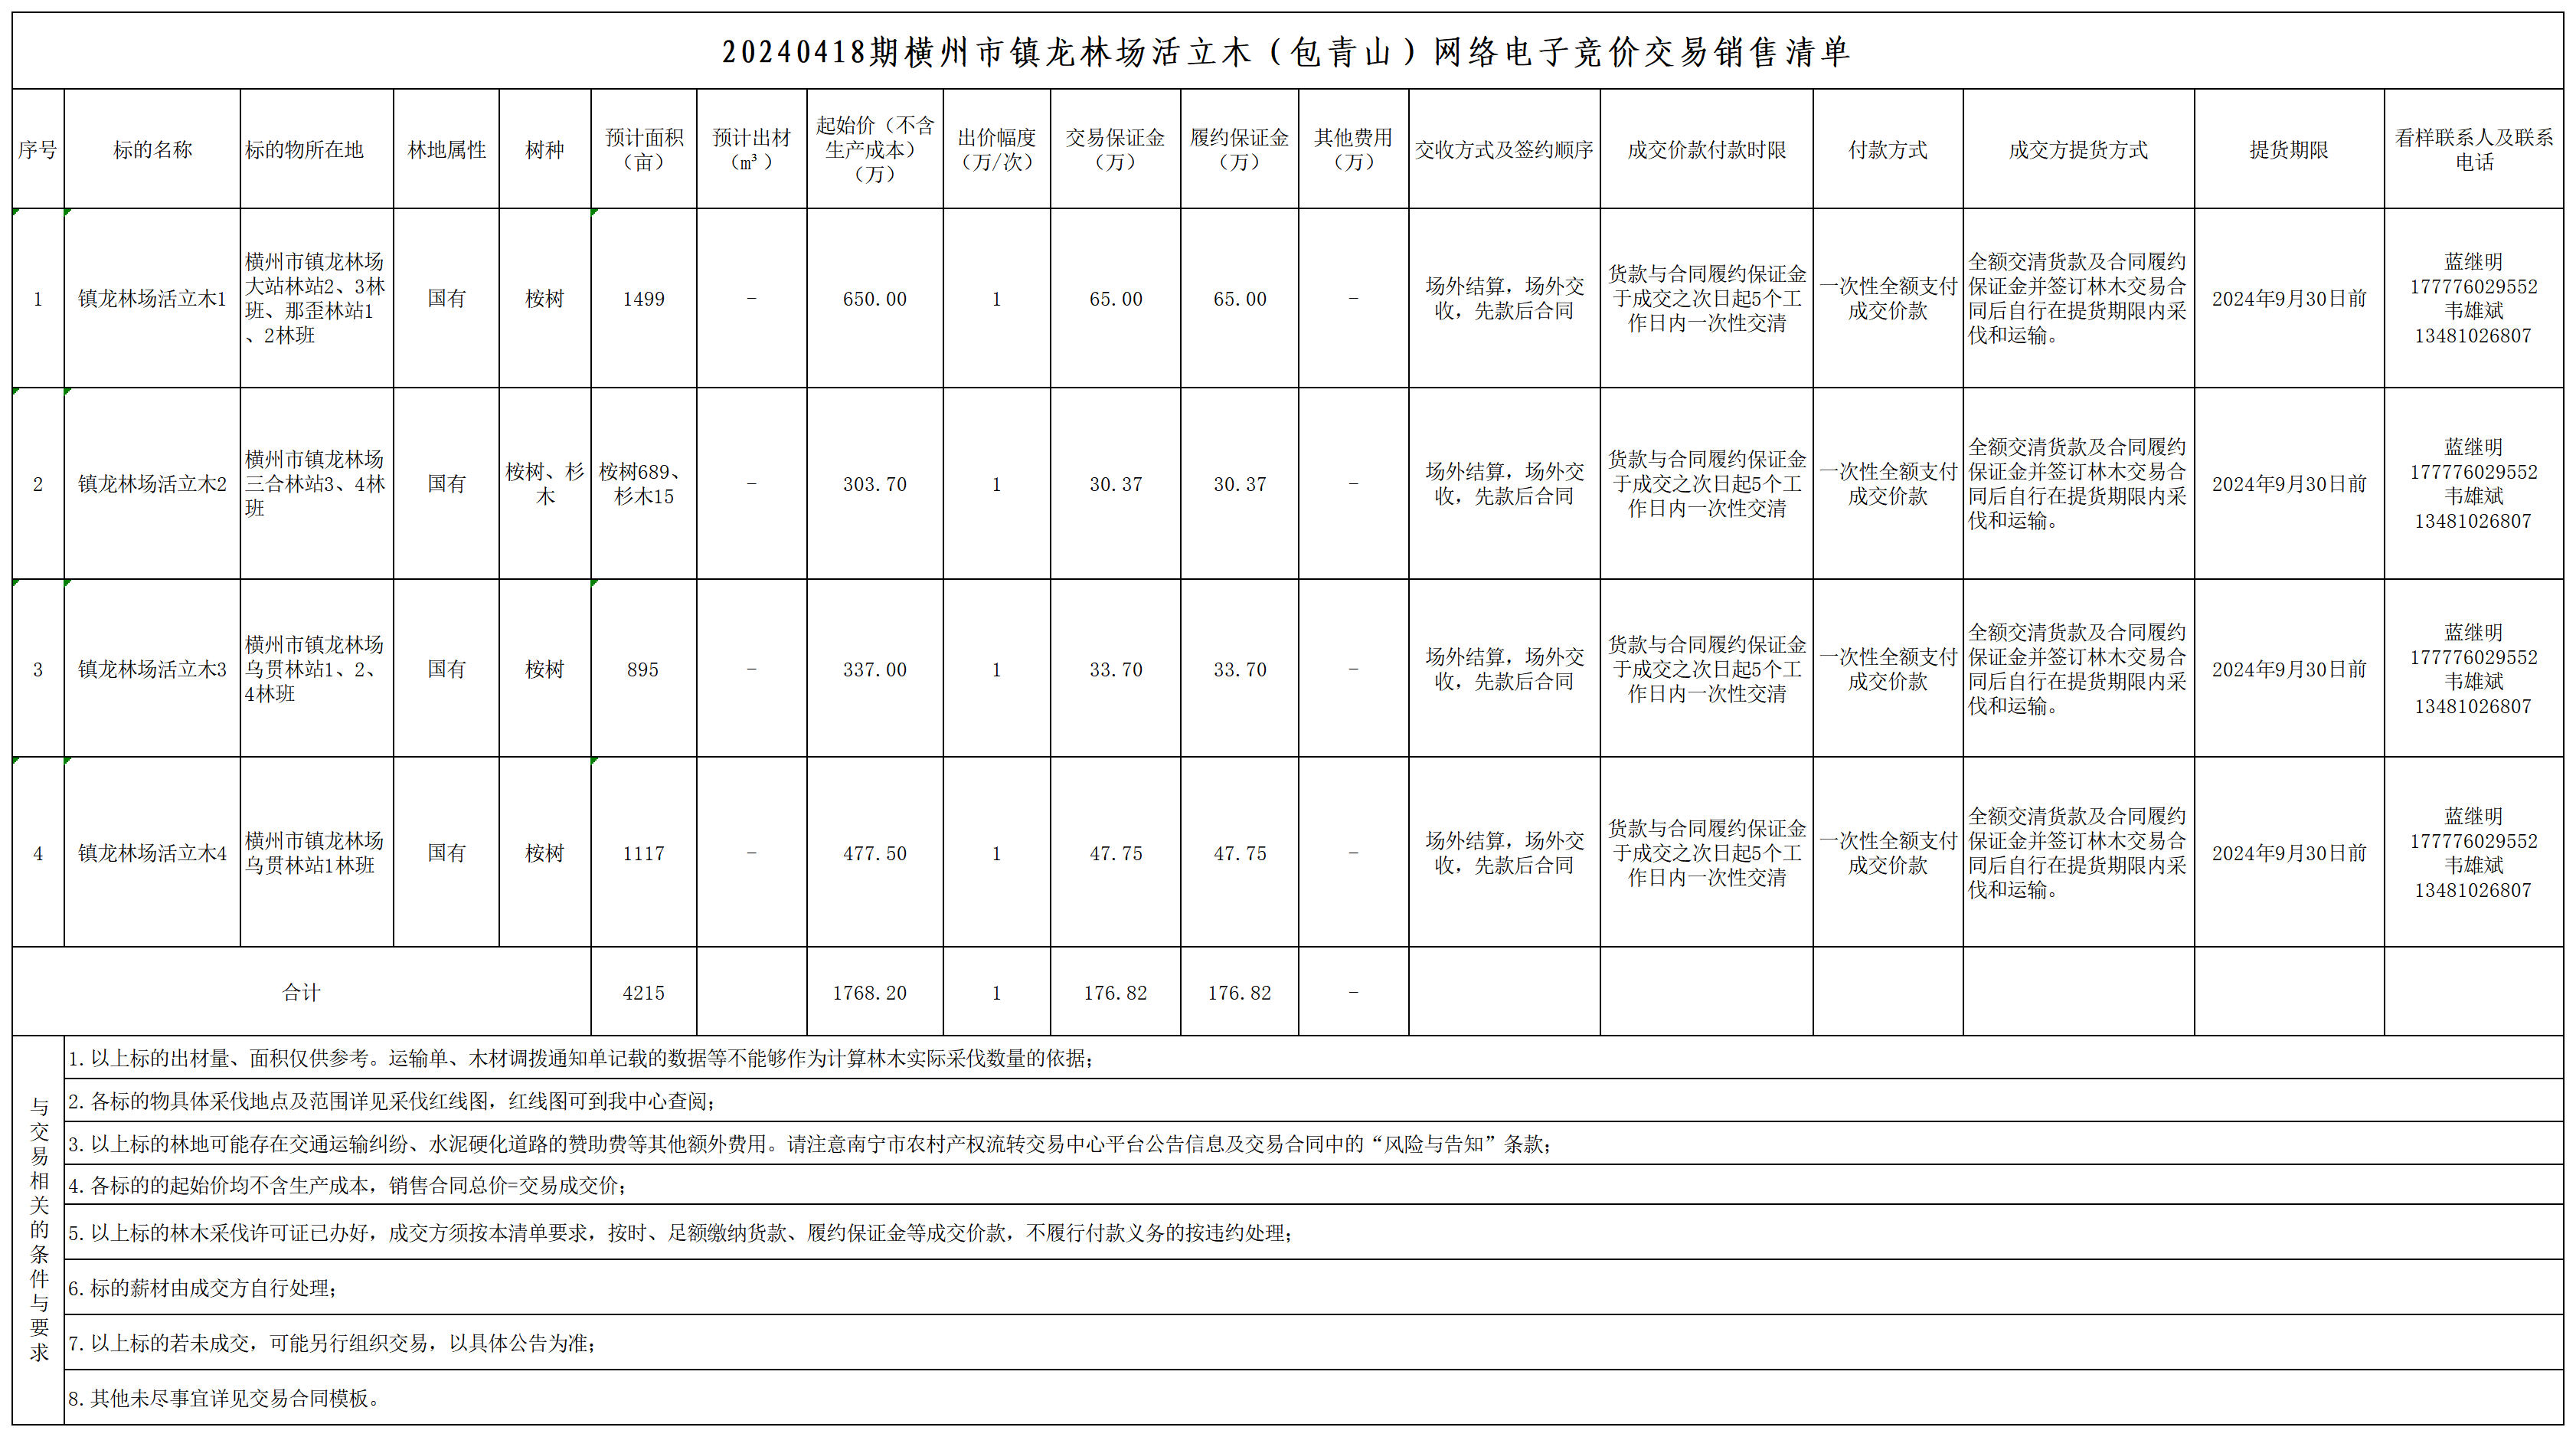 20240418期横州市镇龙林场活立木（包青山）网络电子竞价交易销售清单
序号
标的名称
标的物所在地
林地属性
树种
预计面积
（亩）
预计出材
（m³）
起始价（不含
生产成本）
（万）
出价幅度
（万/次）
交易保证金
（万）
履约保证金
（万）
其他费用
（万）
交收方式及签约顺序
成交价款付款时限
付款方式
成交方提货方式
提货期限
看样联系人及联系
电话
1
镇龙林场活立木1
横州市镇龙林场
大站林站2、3林
班、那歪林站1
、2林班
国有
桉树
1499
-
650.00
1
65.00
65.00
-
场外结算，场外交
收，先款后合同
货款与合同履约保证金
于成交之次日起5个工
作日内一次性交清
一次性全额支付
成交价款
全额交清货款及合同履约
保证金并签订林木交易合
同后自行在提货期限内采
伐和运输。
2024年9月30日前
蓝继明
177776029552
韦雄斌
13481026807
2
镇龙林场活立木2
横州市镇龙林场
三合林站3、4林
班
国有
桉树、杉
木
桉树689、
杉木15
-
303.70
1
30.37
30.37
-
场外结算，场外交
收，先款后合同
货款与合同履约保证金
于成交之次日起5个工
作日内一次性交清
一次性全额支付
成交价款
全额交清货款及合同履约
保证金并签订林木交易合
同后自行在提货期限内采
伐和运输。
2024年9月30日前
蓝继明
177776029552
韦雄斌
13481026807
3
镇龙林场活立木3
横州市镇龙林场
乌贯林站1、2、
4林班
国有
桉树
895
-
337.00
1
33.70
33.70
-
场外结算，场外交
收，先款后合同
货款与合同履约保证金
于成交之次日起5个工
作日内一次性交清
一次性全额支付
成交价款
全额交清货款及合同履约
保证金并签订林木交易合
同后自行在提货期限内采
伐和运输。
2024年9月30日前
蓝继明
177776029552
韦雄斌
13481026807
4
镇龙林场活立木4
横州市镇龙林场
乌贯林站1林班
国有
桉树
1117
-
477.50
1
47.75
47.75
-
场外结算，场外交
收，先款后合同
货款与合同履约保证金
于成交之次日起5个工
作日内一次性交清
一次性全额支付
成交价款
全额交清货款及合同履约
保证金并签订林木交易合
同后自行在提货期限内采
伐和运输。
2024年9月30日前
蓝继明
177776029552
韦雄斌
13481026807
合计
4215
1768.20
1
176.82
176.82
-
与交易相关的条件与要求
1.以上标的出材量、面积仅供参考。运输单、木材调拨通知单记载的数据等不能够作为计算林木实际采伐数量的依据；
2.各标的物具体采伐地点及范围详见采伐红线图，红线图可到我中心查阅；
3.以上标的林地可能存在交通运输纠纷、水泥硬化道路的赞助费等其他额外费用。请注意南宁市农村产权流转交易中心平台公告信息及交易合同中的“风险与告知”条款；
4.各标的的起始价均不含生产成本，销售合同总价=交易成交价；
5.以上标的林木采伐许可证已办好，成交方须按本清单要求，按时、足额缴纳货款、履约保证金等成交价款，不履行付款义务的按违约处理；
6.标的薪材由成交方自行处理；
7.以上标的若未成交，可能另行组织交易，以具体公告为准；
8.其他未尽事宜详见交易合同模板。